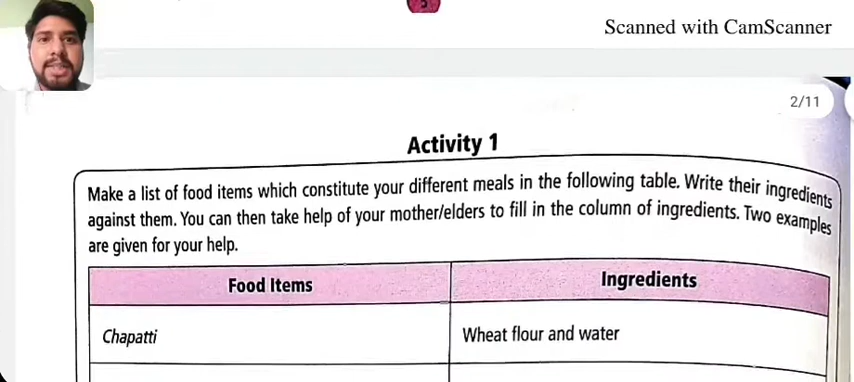 3
Scanned with CamScanner
2/11
Activity 1
Make a list of food items which constitute your different meals in the following table. Write their ingredients
against them. You can then take help of your mother/elders to fill in the column of ingredients. Two examples
are given for your help.
Food Items Ingredients
Chapatti Wheat flour and water